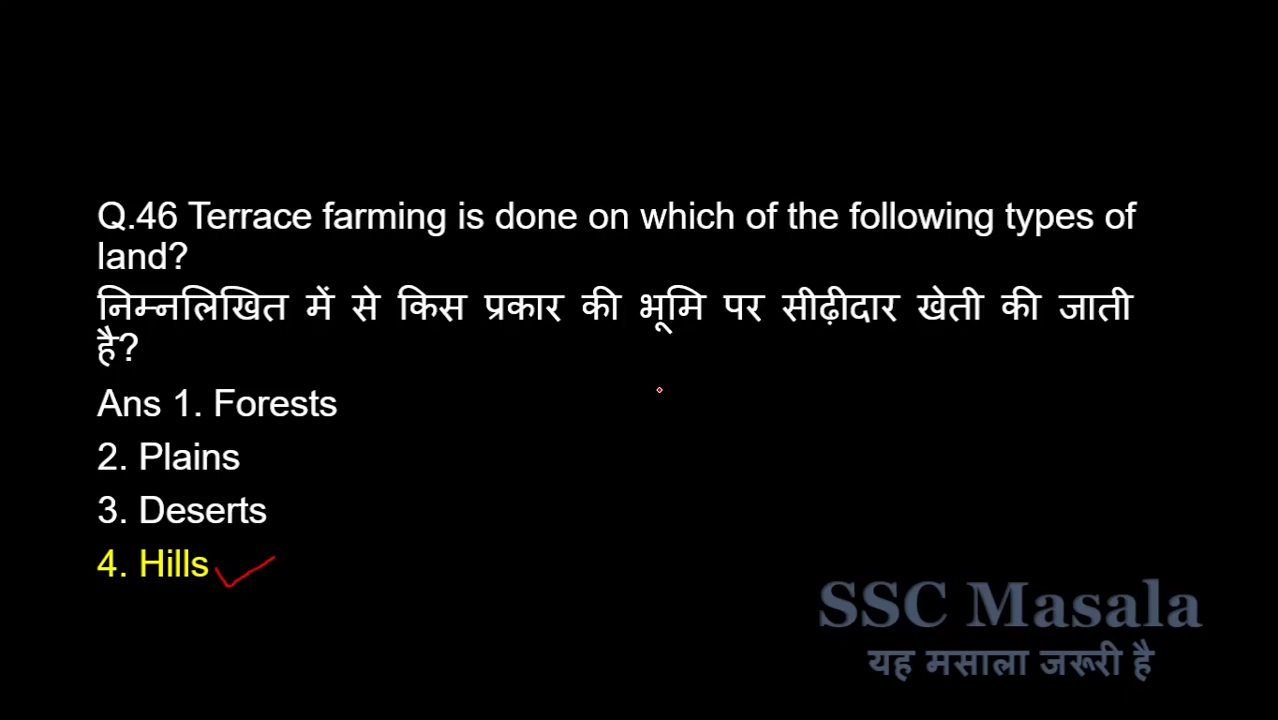 Q.46 Terrace farming is done on which of the following types of
land?
निम्नलिखित में से किस प्रकार की भूमि पर सीढ़ीदार खेती की जाती
है?
Ans 1. Forests
2. Plains
3. Deserts
4. Hills
SSC Masala
यह मसाला जरूरी है